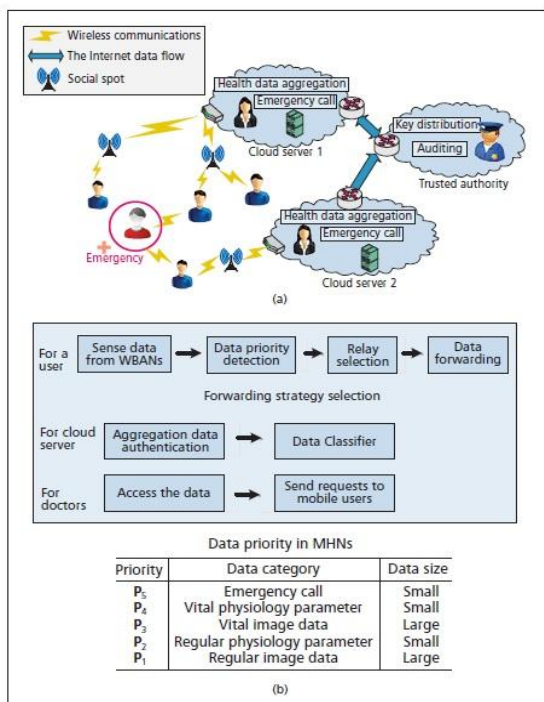 Wireless communications
The Internet data flow
Social spot
Health data aggregation
Emergency call
Cloud server 1
Key distribution
Auditing
Trusted authority
Health data aggregation
Emergency call
Cloud server 2
Emergency
(a)
For a
user
Sense data
from WBANs
Data priority
detection
Relay
selection
Data
forwarding
Forwarding strategy selection
For cloud
server
Aggregation data
authentication
Data Classifier
For
doctors
Access the data
Send requests to
mobile users
Data priority in MHNs
Priority Data category Data size
P5 Emergency call Small
P4 Vital physiology parameter Small
P3 Vital image data Large
P2 Regular physiology parameter Small
P1 Regular image data Large
(b)